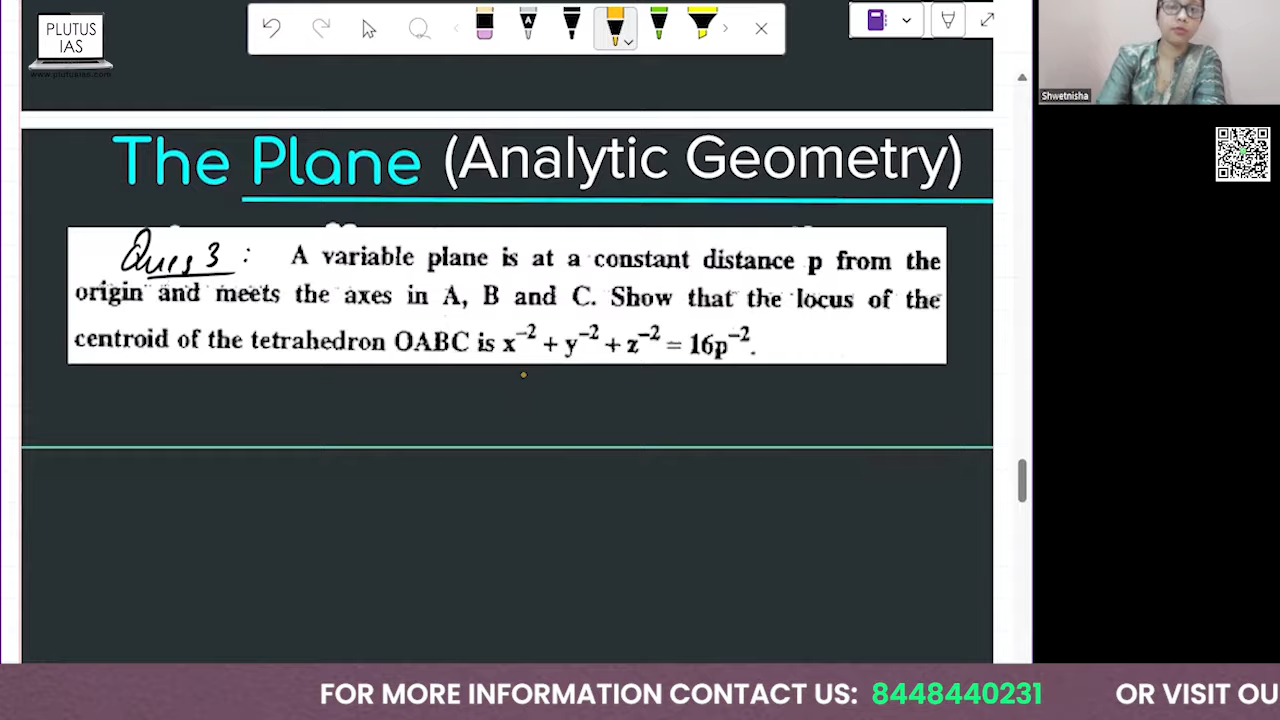 PLUTUS
IAS
www.plutusias.com
A
Shwetnisha
The Plane (Analytic Geometry)
Ques 3 : A variable plane is at a constant distance p from the
origin and meets the axes in A, B and C. Show that the locus of the
centroid of the tetrahedron OABC is x⁻² + y⁻² + z⁻² = 16p⁻².
FOR MORE INFORMATION CONTACT US: 8448440231 OR VISIT OU